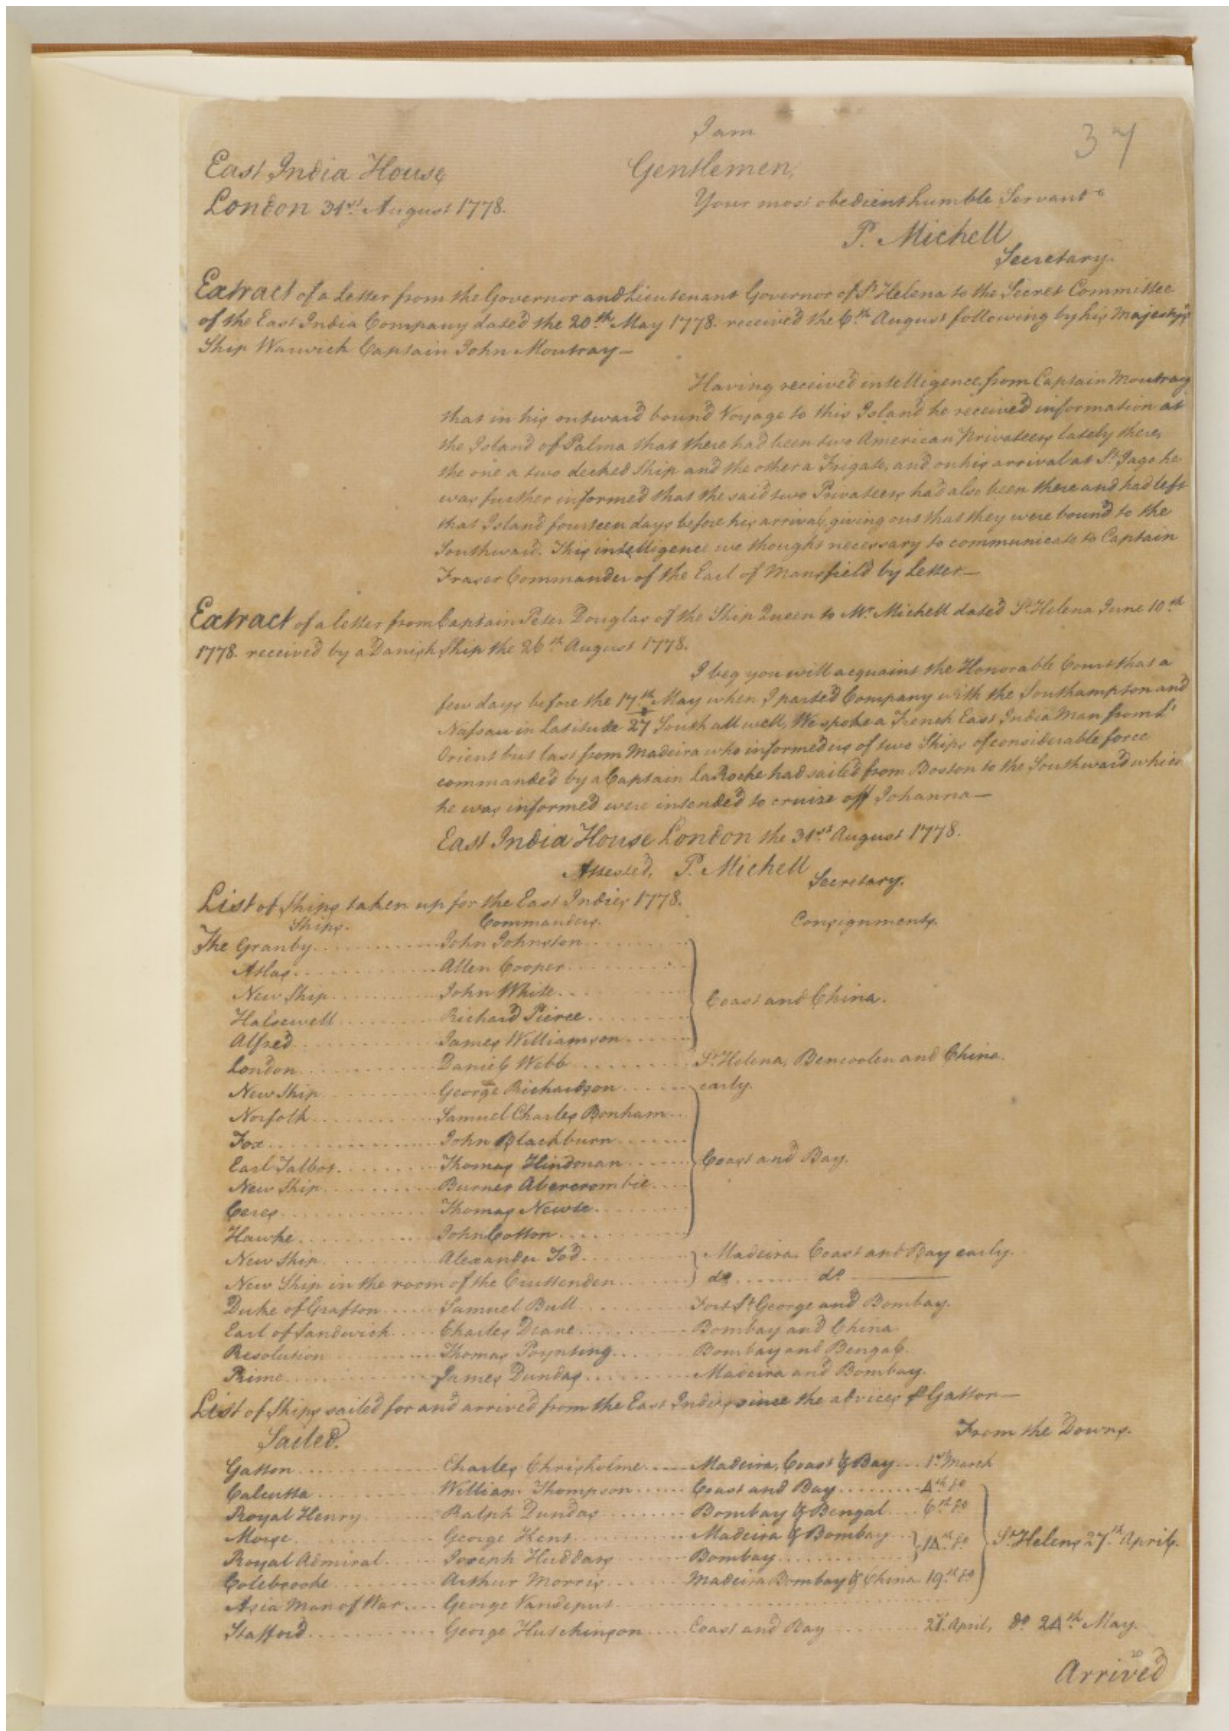 I am
37
East India House
Gentlemen,
London 31st. August 1778.
Your most obedient humble Servant
P. Michell
Secretary.
Extract of a Letter from the Governor and Lieutenant Governor of St. Helena to the Secret Committee
of the East India Company dated the 20th. May 1778. received the 6th. August following by his Majesty's
Ship Warwich Captain John Moutray—
Having received intelligence from Captain Moutray
that in his outward bound Voyage to this Island he received information at
the Island of Palma that there had been two American Privateers lately there,
the one a two decked Ship and the other a Frigate, and on his arrival at St. Jago he
was further informed that the said two Privateers had also been there and had left
that Island fourteen days before his arrival, giving out that they were bound to the
Southward. This intelligence we thought necessary to communicate to Captain
Fraser Commander of the Earl of Mansfield by Letter—
Extract of a letter from Captain Peter Douglas of the Ship Queen to Mr. Michell dated St. Helena June 10th
1778. received by a Danish Ship the 26th August 1778.
I beg you will acquaint the Honorable Court that a
few days before the 17th. May when I parted Company with the Southampton and
Nassau in Latitude 27 South all well, We spoke a French East India Man from L'
Orient but last from Madeira who informed us of two Ships of considerable force
commanded by a Captain LaRoche had sailed from Boston to the Southward which
he was informed were intended to cruize off Johanna—
East India House London the 31st August 1778.
Attested, P. Michell
Secretary.
List of Ships taken up for the East Indies 1778.
Ships. Commanders. Consignments.
The Granby John Johnston
Atlas Allen Cooper
New Ship John White
Coast and China.
Halsewell Richard Pierce
Alfred James Williamson
London Daniel Webb St. Helena, Bencoolen and China
New Ship George Richardson early.
Norfolk Samuel Charles Bonham
Fox John Blackburn
Earl Talbot Thomas Hindman Coast and Bay.
New Ship Burnet Abercrombie
Ceres Thomas Newte
Hawke John Cotton
New Ship Alexander Tod Madeira, Coast and Bay early.
New Ship in the room of the Cruttenden do do
Duke of Grafton Samuel Bull Fort St. George and Bombay.
Earl of Sandwich Charles Deane Bombay and China
Resolution Thomas Poynting Bombay and Bengal.
Prime James Dundas Madeira and Bombay.
List of Ships sailed for and arrived from the East Indies, since the advices Gatton—
Sailed. From the Downs.
Gatton Charles Chrisholme Madeira, Coast & Bay 1st March
Calcutta William Thompson Coast and Bay 4th do
Royal Henry Ralph Dundas Bombay & Bengal 6th do
Morse George Kent Madeira & Bombay
14th do St. Helens 27th April.
Royal Admiral Joseph Huddart Bombay
Colebrooke Arthur Morris Madeira Bombay & China 19th do
Asia Man of War George Vandeput
Stafford George Hutchinson Coast and Bay 21. April, do 24th May.
Arrived